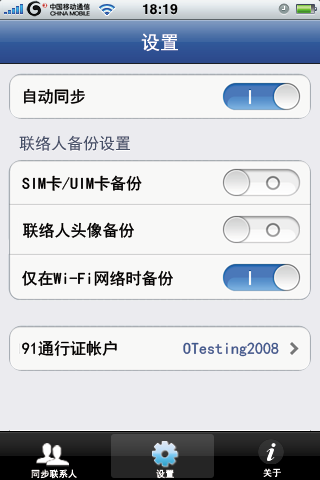 中国移动通信
CHINA MOBILE
18:19
设置
自动同步
联络人备份设置
SIM卡/UIM卡备份
联络人头像备份
仅在Wi-Fi网络时备份
91通行证帐户 OTesting2008
同步联系人 设置 关于